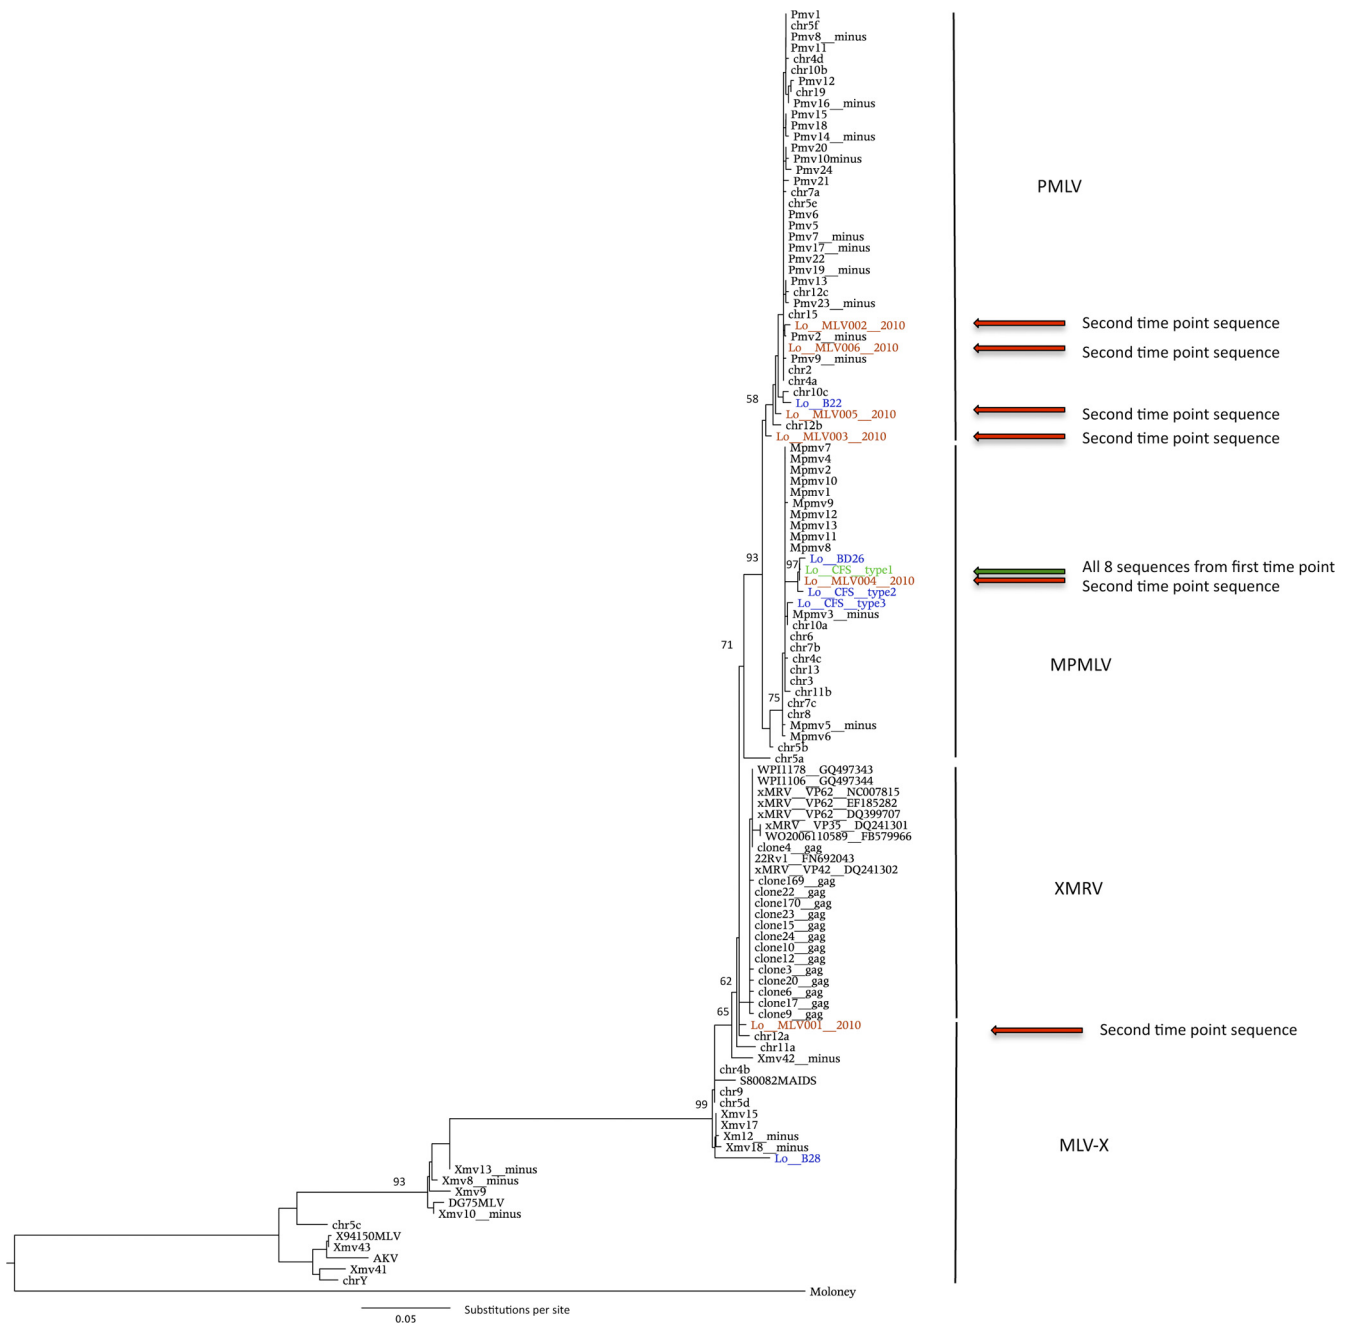 Pmv1
chr5f
Pmv8__minus
Pmv11
chr4d
chr10b
Pmv12
chr19
Pmv16__minus
Pmv15
Pmv18
Pmv14__minus
Pmv20
Pmv10minus
Pmv24
Pmv21
chr7a
PMLV
chr5e
Pmv6
Pmv5
Pmv7__minus
Pmv17__minus
Pmv22
Pmv19__minus
Pmv13
chr12c
Pmv23__minus
chr15
Lo__MLV002__2010
Second time point sequence
Pmv2__minus
Lo__MLV006__2010
Second time point sequence
Pmv9__minus
chr2
chr4a
chr10c
58
Lo__B22
Lo__MLV005__2010
Second time point sequence
chr12b
Lo__MLV003__2010
Second time point sequence
Mpmv7
Mpmv4
Mpmv2
Mpmv10
Mpmv1
Mpmv9
Mpmv12
Mpmv13
Mpmv11
Mpmv8
93
Lo__BD26
97
Lo__CFS__type1
All 8 sequences from first time point
Lo__MLV004__2010
Second time point sequence
Lo__CFS__type2
Lo__CFS__type3
Mpmv3__minus
chr10a
chr6
71
chr7b
chr4c
MPMLV
chr13
chr3
chr11b
75
chr7c
chr8
Mpmv5__minus
Mpmv6
chr5b
chr5a
WPI1178__GQ497343
WPI1106__GQ497344
xMRV__VP62__NC007815
xMRV__VP62__EF185282
xMRV__VP62__DQ399707
xMRV__VP35__DQ241301
WO2006110589__FB579966
clone4__gag
22Rv1__FN692043
xMRV__VP42__DQ241302
clone169__gag
XMRV
clone22__gag
clone170__gag
clone23__gag
clone15__gag
clone24__gag
clone10__gag
clone12__gag
clone3__gag
62
clone20__gag
clone6__gag
clone17__gag
65
clone9__gag
Lo__MLV001__2010
Second time point sequence
chr12a
chr11a
Xmv42__minus
chr4b
S80082MAIDS
chr9
99
chr5d
Xmv15
Xmv17
Xm12__minus
Xmv18__minus
MLV-X
Lo__B28
Xmv13__minus
93
Xmv8__minus
Xmv9
DG75MLV
Xmv10__minus
chr5c
X94150MLV
Xmv43
AKV
Xmv41
chrY
Moloney
Substitutions per site
0.05